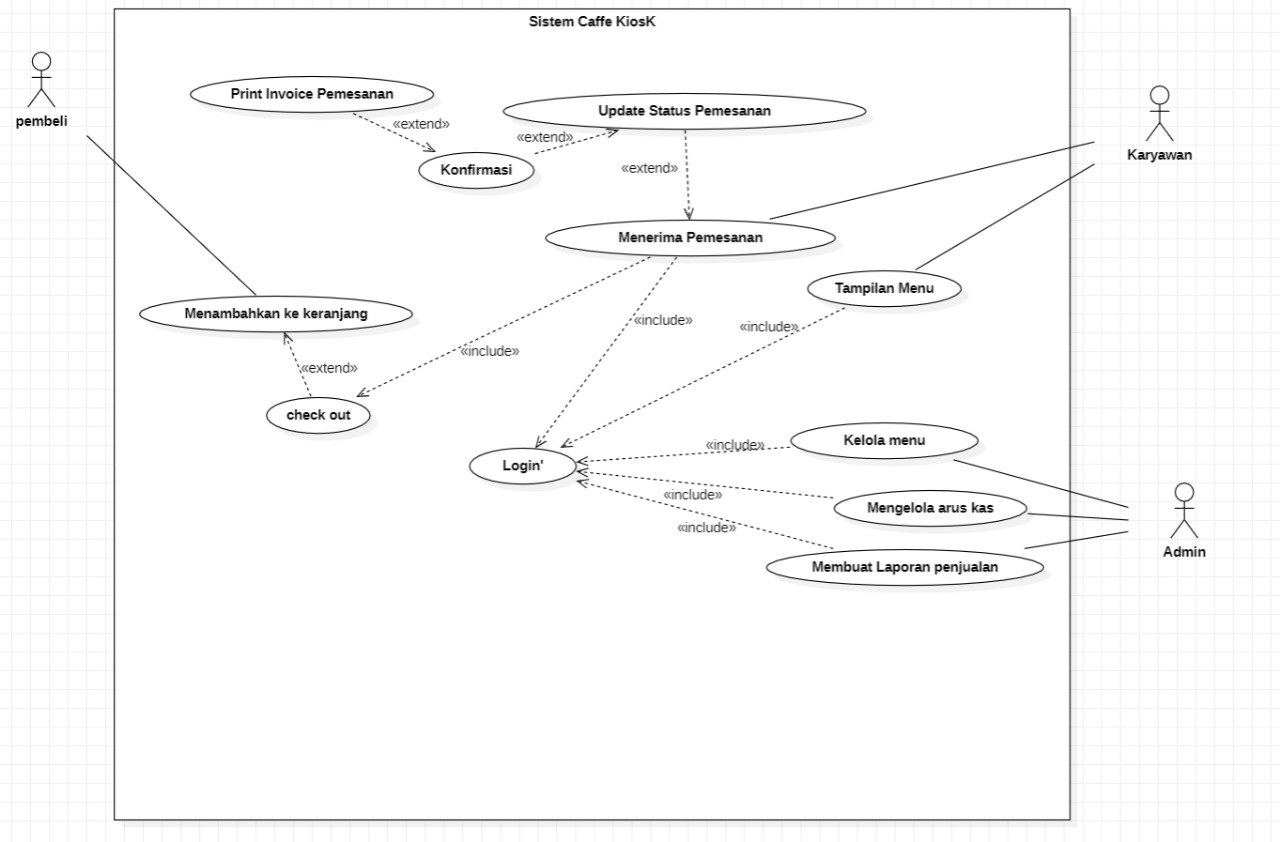 Sistem Caffe KiosK
pembeli
Print Invoice Pemesanan
«extend»
Konfirmasi
«extend»
Update Status Pemesanan
«extend»
Karyawan
Menerima Pemesanan
Tampilan Menu
Menambahkan ke keranjang
«include»
«include»
«include»
«extend»
check out
Login'
«include»
Kelola menu
«include»
Mengelola arus kas
«include»
Membuat Laporan penjualan
Admin